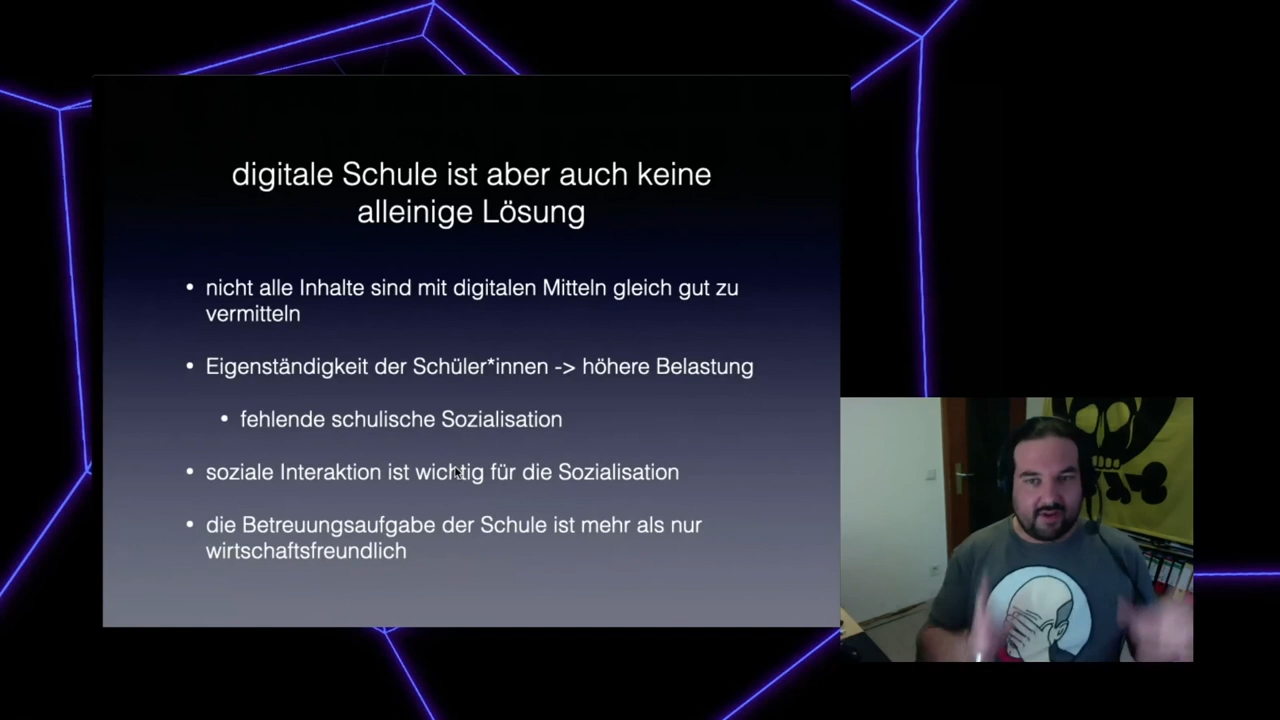 digitale Schule ist aber auch keine
alleinige Lösung
• nicht alle Inhalte sind mit digitalen Mitteln gleich gut zu
vermitteln
• Eigenständigkeit der Schüler*innen -> höhere Belastung
• fehlende schulische Sozialisation
• soziale Interaktion ist wichtig für die Sozialisation
• die Betreuungsaufgabe der Schule ist mehr als nur
wirtschaftsfreundlich